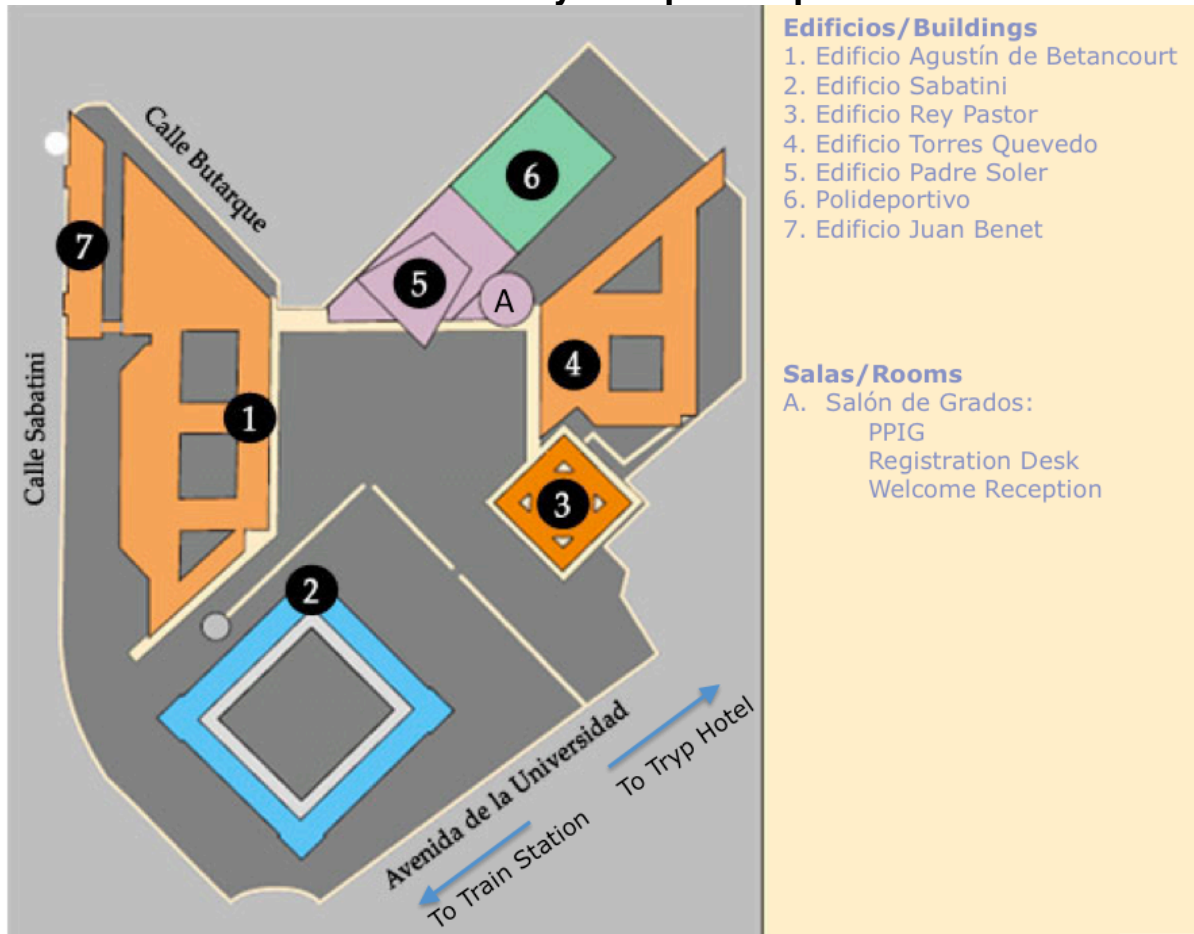 Edificios/Buildings
1. Edificio Agustín de Betancourt
2. Edificio Sabatini
3. Edificio Rey Pastor
4. Edificio Torres Quevedo
5. Edificio Padre Soler
6. Polideportivo
7. Edificio Juan Benet
Salas/Rooms
A. Salón de Grados:
PPIG
Registration Desk
Welcome Reception
Calle Butarque
6
7
5
A
4
Calle Sabatini
1
3
2
Avenida de la Universidad
To Tryp Hotel
To Train Station